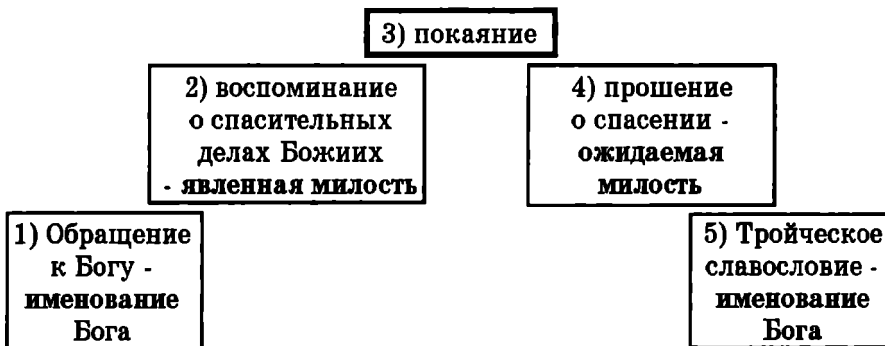 3) покаяние
2) воспоминание
о спасительных
делах Божиих
- явленная милость
4) прошение
о спасении -
ожидаемая
милость
1) Обращение
к Богу -
именование
Бога
5) Тройческое
славословие -
именование
Бога